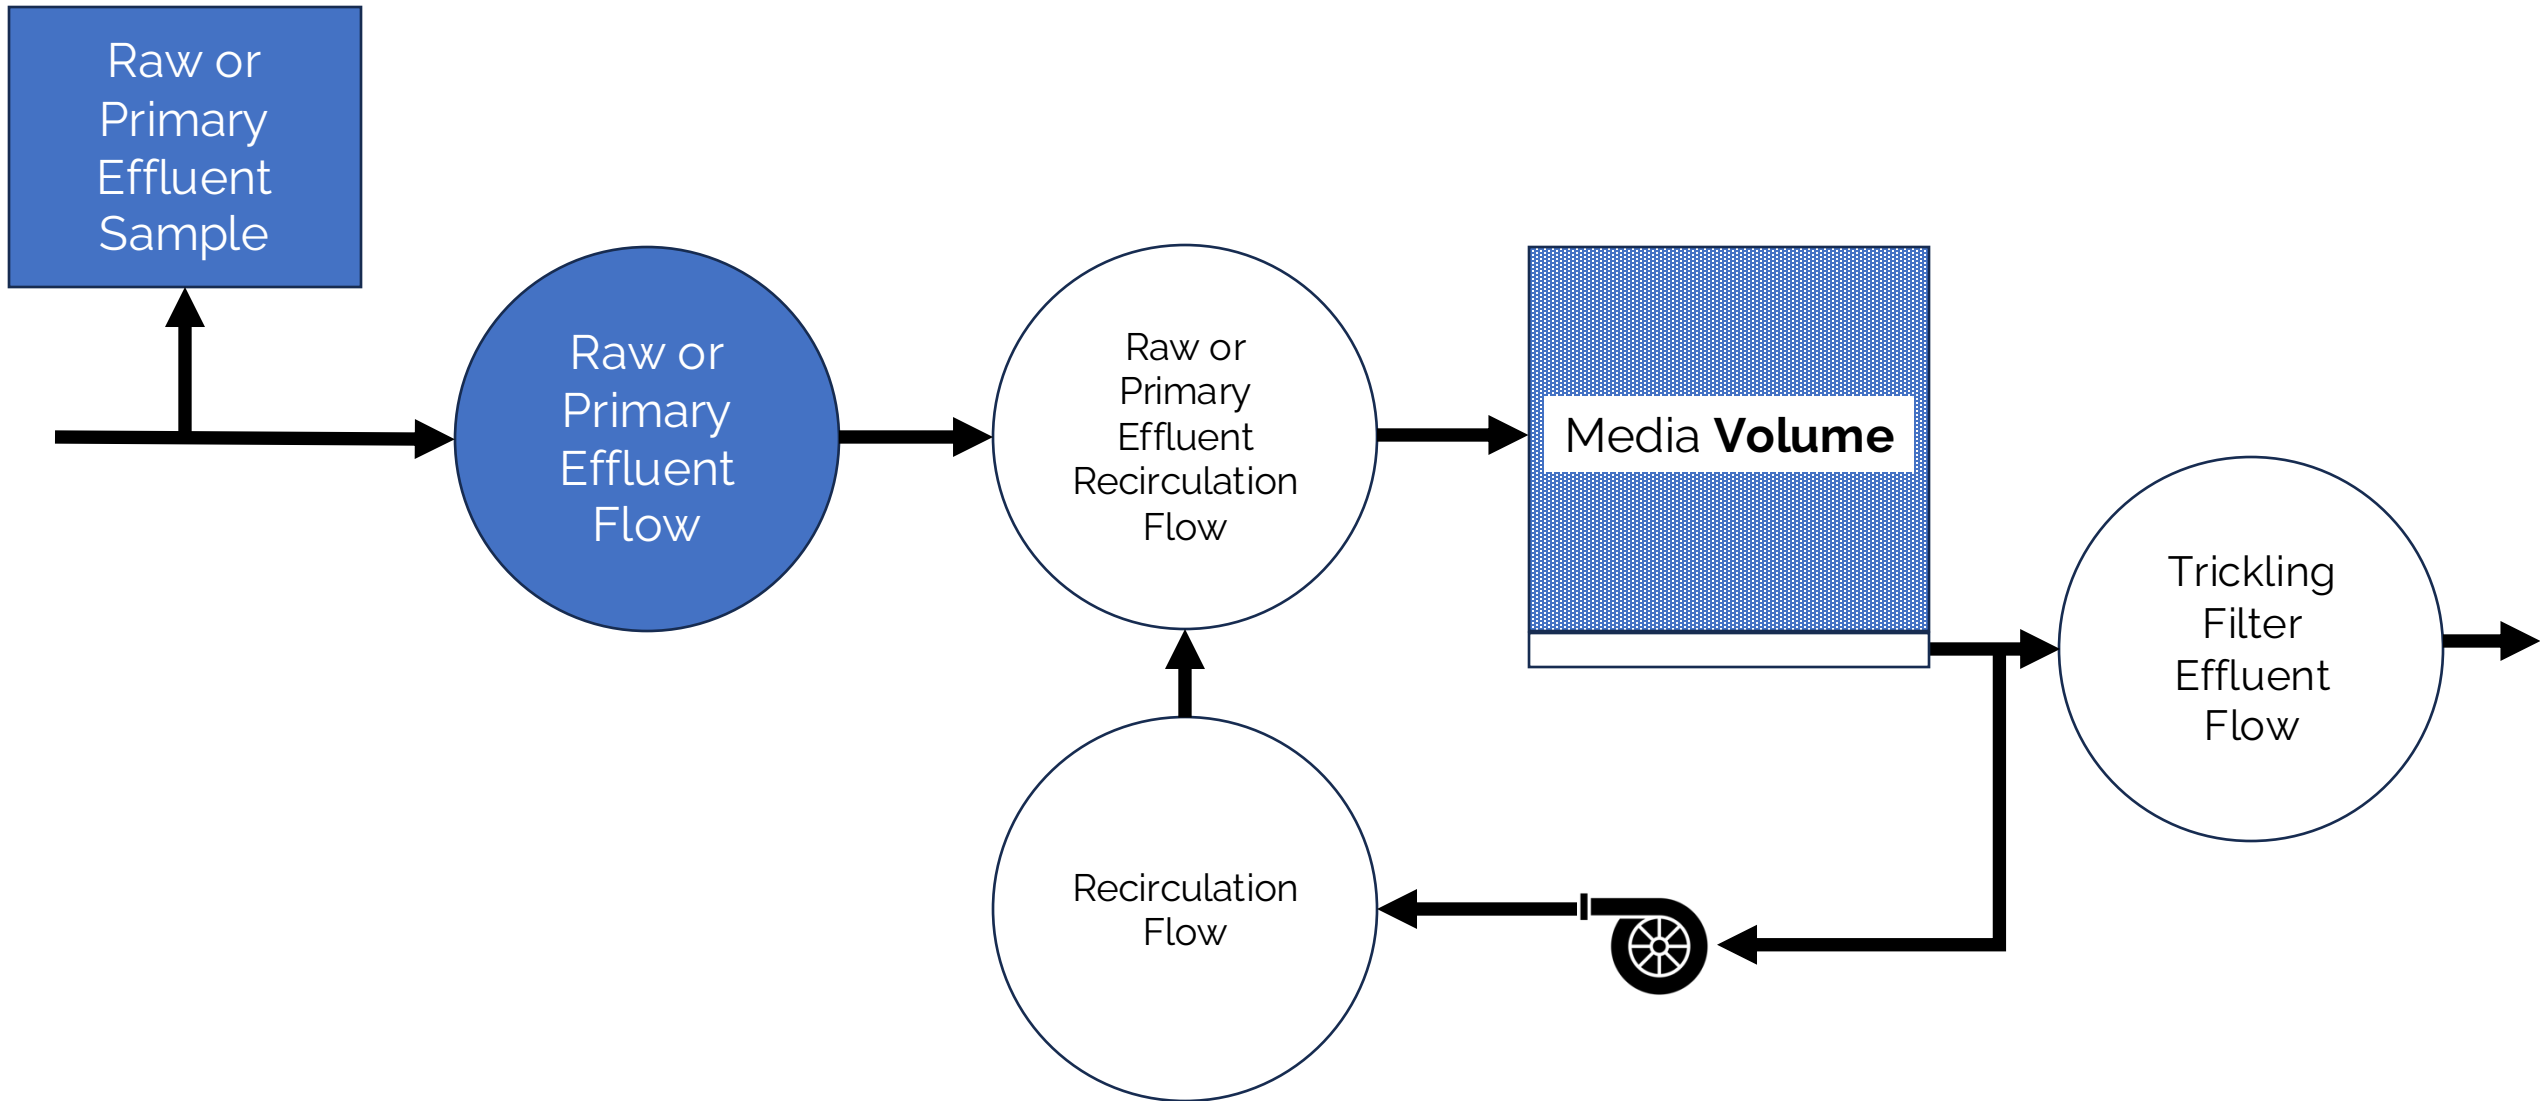 Raw or
Primary
Effluent
Sample
Raw or
Primary
Effluent
Flow
Raw or
Primary
Effluent
Recirculation
Flow
Media Volume
Trickling
Filter
Effluent
Flow
Recirculation
Flow